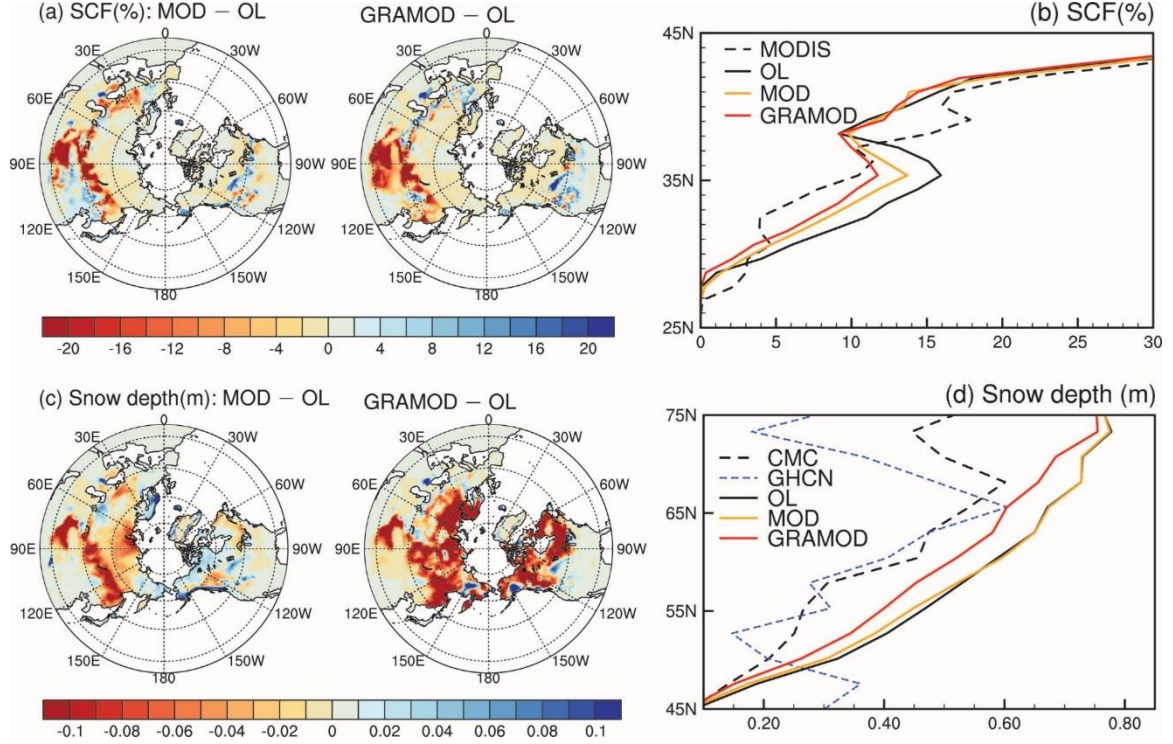 (a) SCF(%): MOD – OL
GRAMOD – OL
0
30E
30W
60E
60W
90E
90W
120E
120W
150E
150W
180
0
30E
30W
60E
60W
90E
90W
120E
120W
150E
150W
180
-20 -16 -12 -8 -4 0 4 8 12 16 20
(b) SCF(%)
45N
35N
25N
MODIS
OL
MOD
GRAMOD
0 5 10 15 20 25 30
(c) Snow depth(m): MOD – OL
GRAMOD – OL
0
30E
30W
60E
60W
90E
90W
120E
120W
150E
150W
180
0
30E
30W
60E
60W
90E
90W
120E
120W
150E
150W
180
-0.1 -0.08 -0.06 -0.04 -0.02 0 0.02 0.04 0.06 0.08 0.1
(d) Snow depth (m)
75N
65N
55N
45N
CMC
GHCN
OL
MOD
GRAMOD
0.20 0.40 0.60 0.80